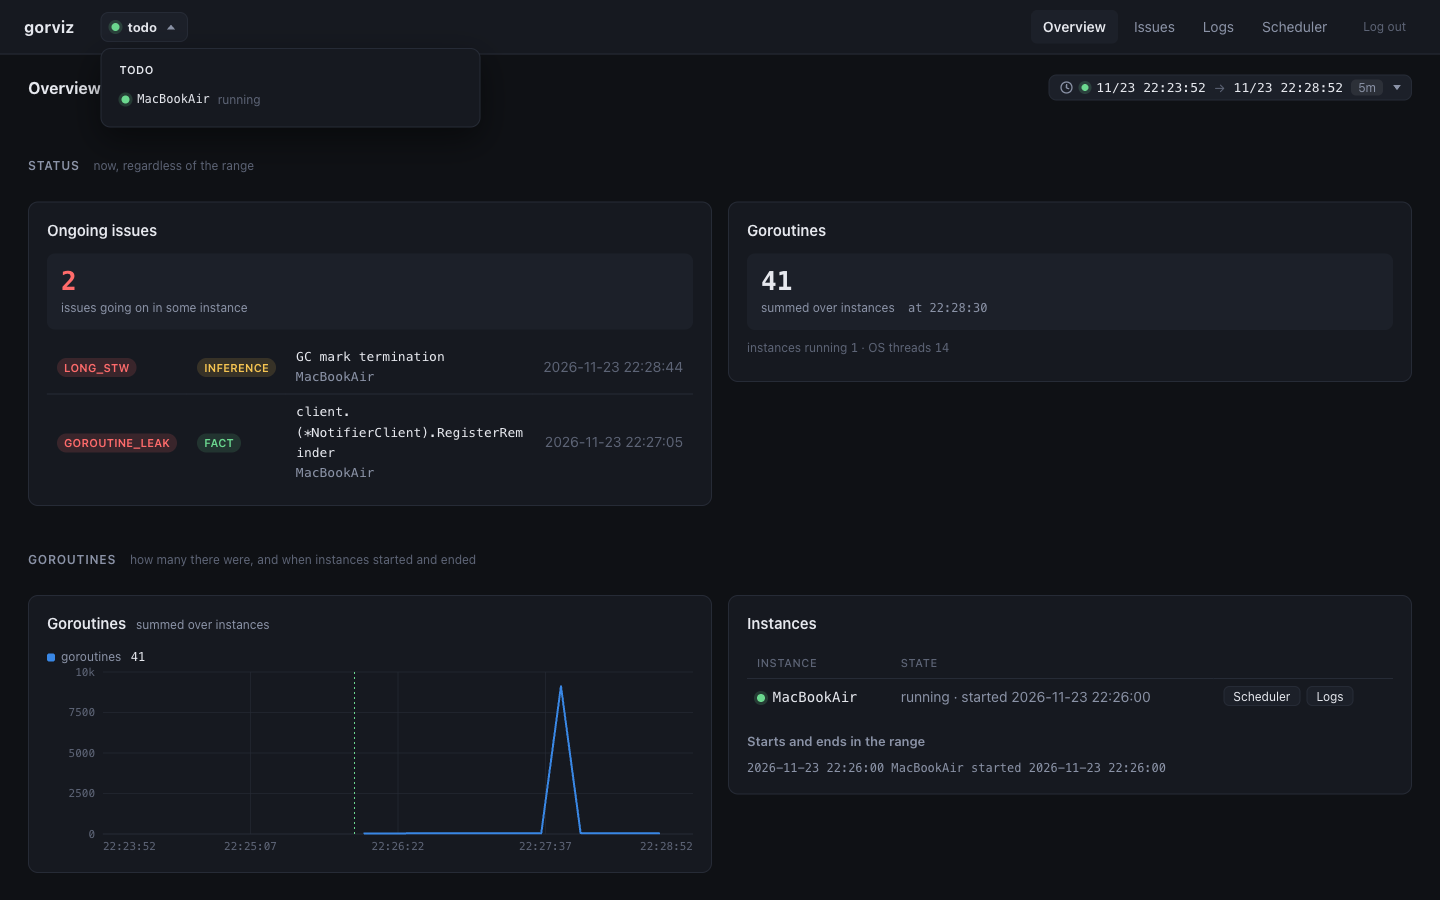 gorviz
todo
Overview
Issues
Logs
Scheduler
Log out
TODO
MacBookAir running
Overview
11/23 22:23:52 → 11/23 22:28:52 5m
STATUS now, regardless of the range
Ongoing issues
2
issues going on in some instance
LONG_STW INFERENCE GC mark termination 2026-11-23 22:28:44
MacBookAir
client.
GOROUTINE_LEAK FACT (*NotifierClient).RegisterRem 2026-11-23 22:27:05
inder
MacBookAir
Goroutines
41
summed over instances at 22:28:30
instances running 1 · OS threads 14
GOROUTINES how many there were, and when instances started and ended
Goroutines summed over instances
goroutines 41
10k
7500
5000
2500
0
22:23:52 22:25:07 22:26:22 22:27:37 22:28:52
Instances
INSTANCE STATE
MacBookAir running · started 2026-11-23 22:26:00 Scheduler Logs
Starts and ends in the range
2026-11-23 22:26:00 MacBookAir started 2026-11-23 22:26:00